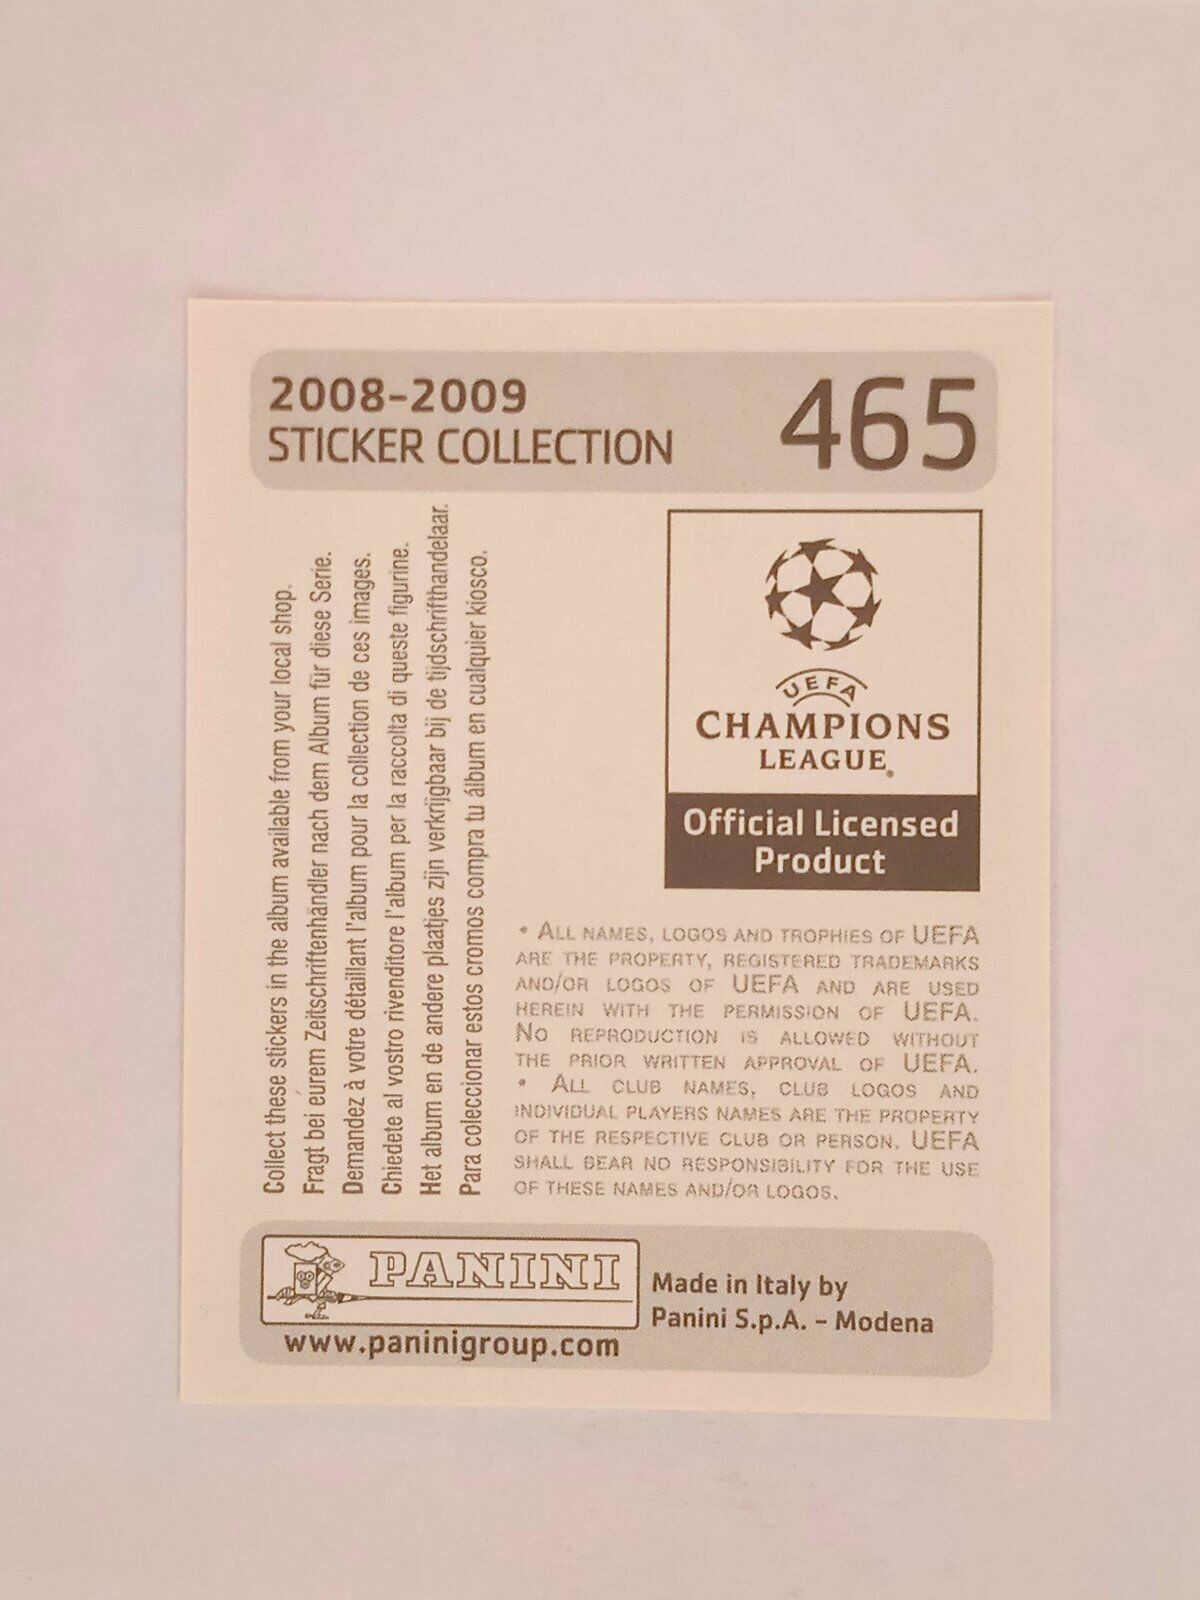 2008-2009
STICKER COLLECTION
465
Collect these stickers in the album available from your local shop.
Fragt bei eurem Zeitschriftenhändler nach dem Album für diese Serie.
Demandez à votre détaillant l'album pour la collection de ces images.
Chiedete al vostro rivenditore l'album per la raccolta di queste figurine.
Het album en de andere plaatjes zijn verkrijgbaar bij de tijdschrifthandelaar.
Para coleccionar estos cromos compra tu álbum en cualquier kiosco.
UEFA
CHAMPIONS
LEAGUE®
Official Licensed
Product
• ALL NAMES, LOGOS AND TROPHIES OF UEFA
ARE THE PROPERTY, REGISTERED TRADEMARKS
AND/OR LOGOS OF UEFA AND ARE USED
HEREIN WITH THE PERMISSION OF UEFA.
NO REPRODUCTION IS ALLOWED WITHOUT
THE PRIOR WRITTEN APPROVAL OF UEFA.
• ALL CLUB NAMES, CLUB LOGOS AND
INDIVIDUAL PLAYERS NAMES ARE THE PROPERTY
OF THE RESPECTIVE CLUB OR PERSON. UEFA
SHALL BEAR NO RESPONSIBILITY FOR THE USE
OF THESE NAMES AND/OR LOGOS.
PANINI
www.paninigroup.com
Made in Italy by
Panini S.p.A. - Modena